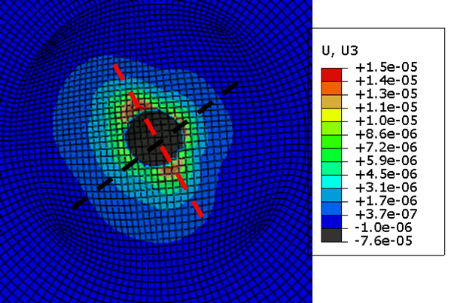 U, U3
+1.5e-05
+1.4e-05
+1.3e-05
+1.1e-05
+1.0e-05
+8.6e-06
+7.2e-06
+5.9e-06
+4.5e-06
+3.1e-06
+1.7e-06
+3.7e-07
-1.0e-06
-7.6e-05